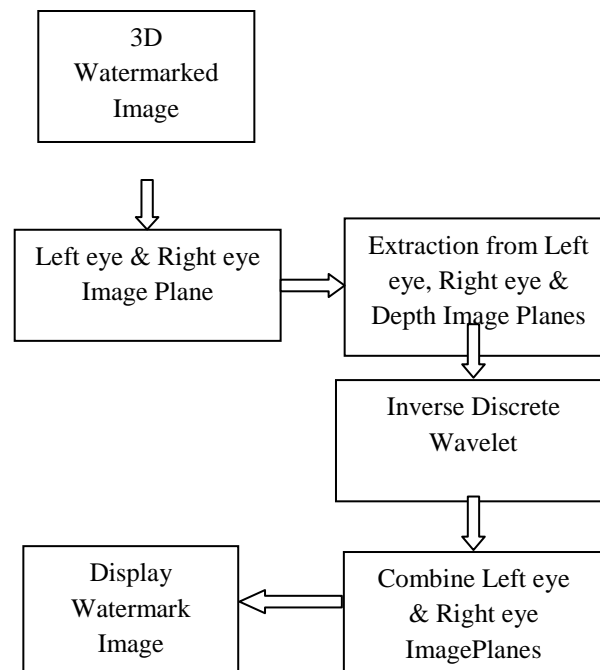 3D
Watermarked
Image
Left eye & Right eye
Image Plane
Extraction from Left
eye, Right eye &
Depth Image Planes
Inverse Discrete
Wavelet
Combine Left eye
& Right eye
ImagePlanes
Display
Watermark
Image